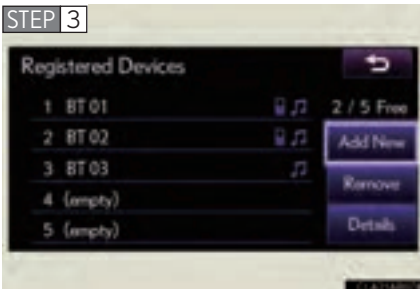 STEP 3
Registered Devices
1 BT 01
2 / 5 Free
2 BT 02
Add New
3 BT 03
Remove
4 (empty)
5 (empty)
Details